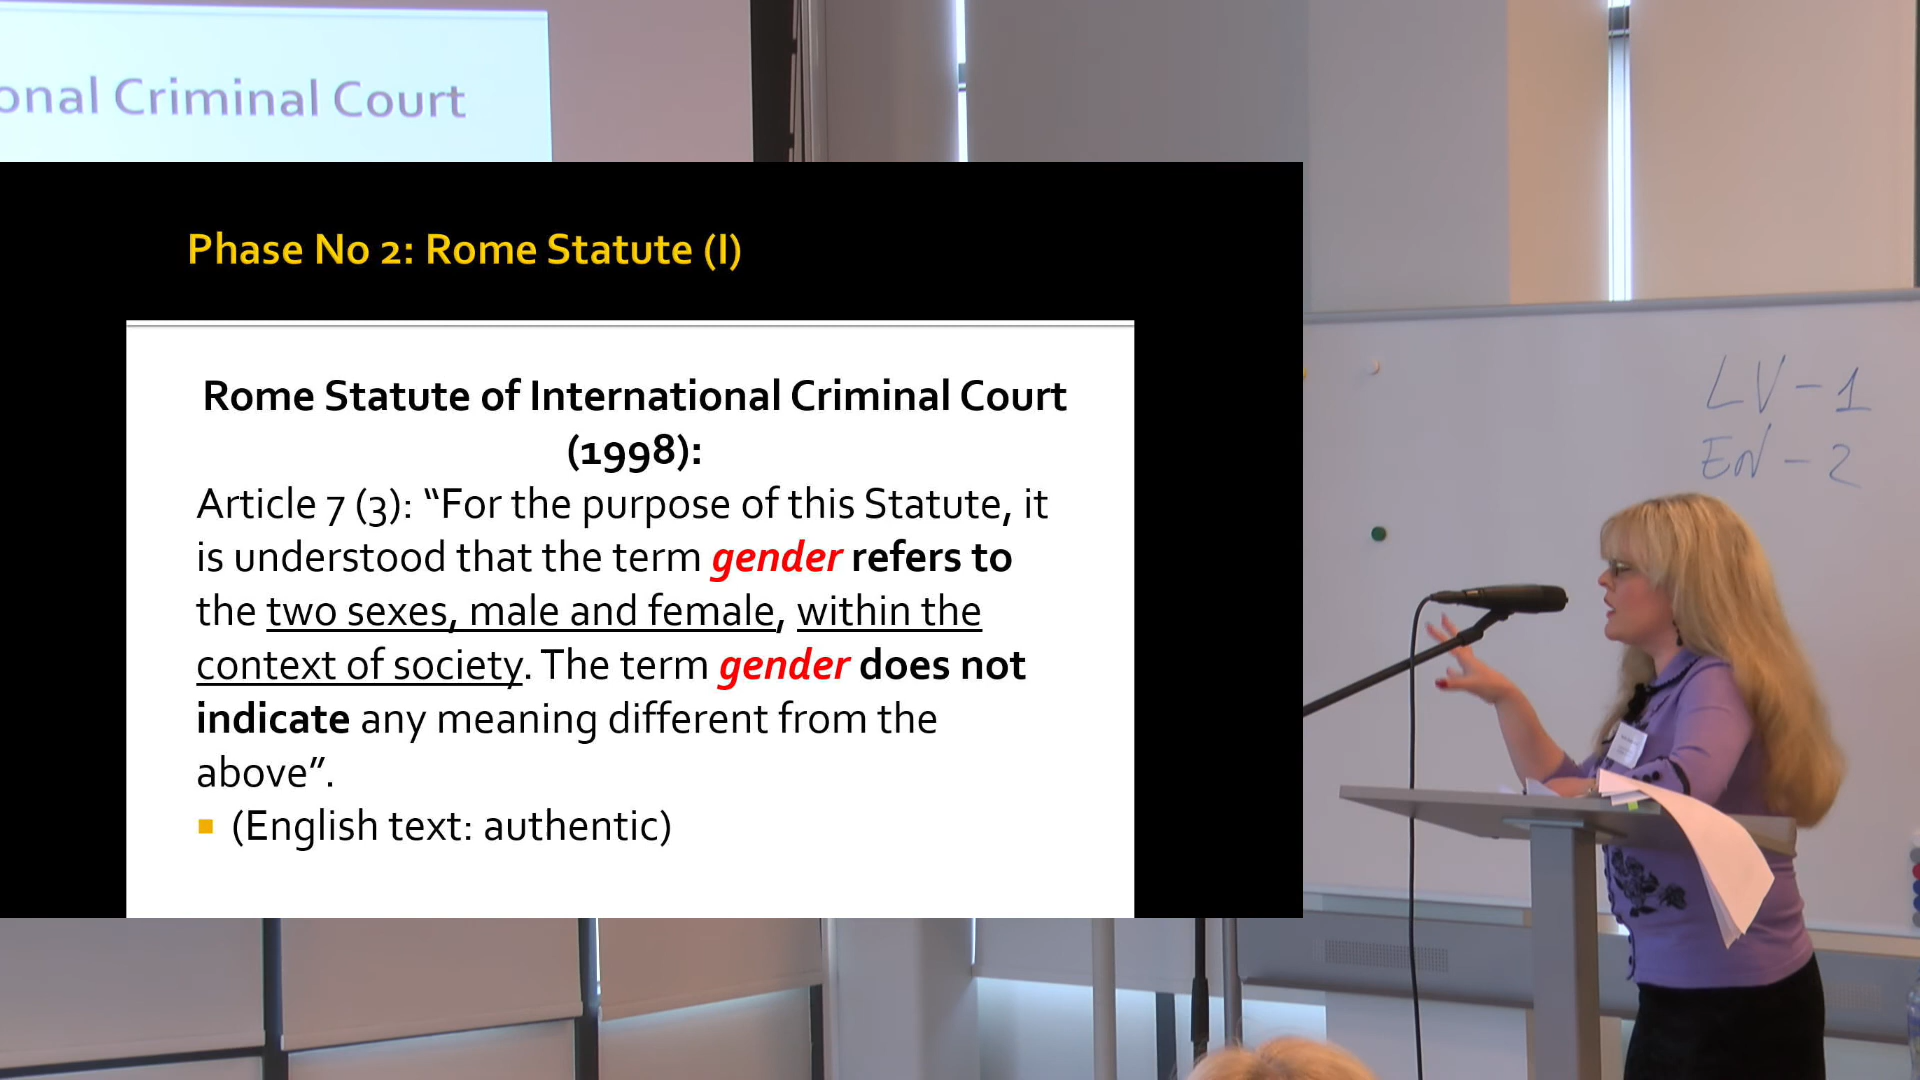 onal Criminal Court
Phase No 2: Rome Statute (I)
Rome Statute of International Criminal Court
(1998):
Article 7 (3): “For the purpose of this Statute, it
is understood that the term gender refers to
the two sexes, male and female, within the
context of society. The term gender does not
indicate any meaning different from the
above”.
(English text: authentic)
LV-1
EN-2